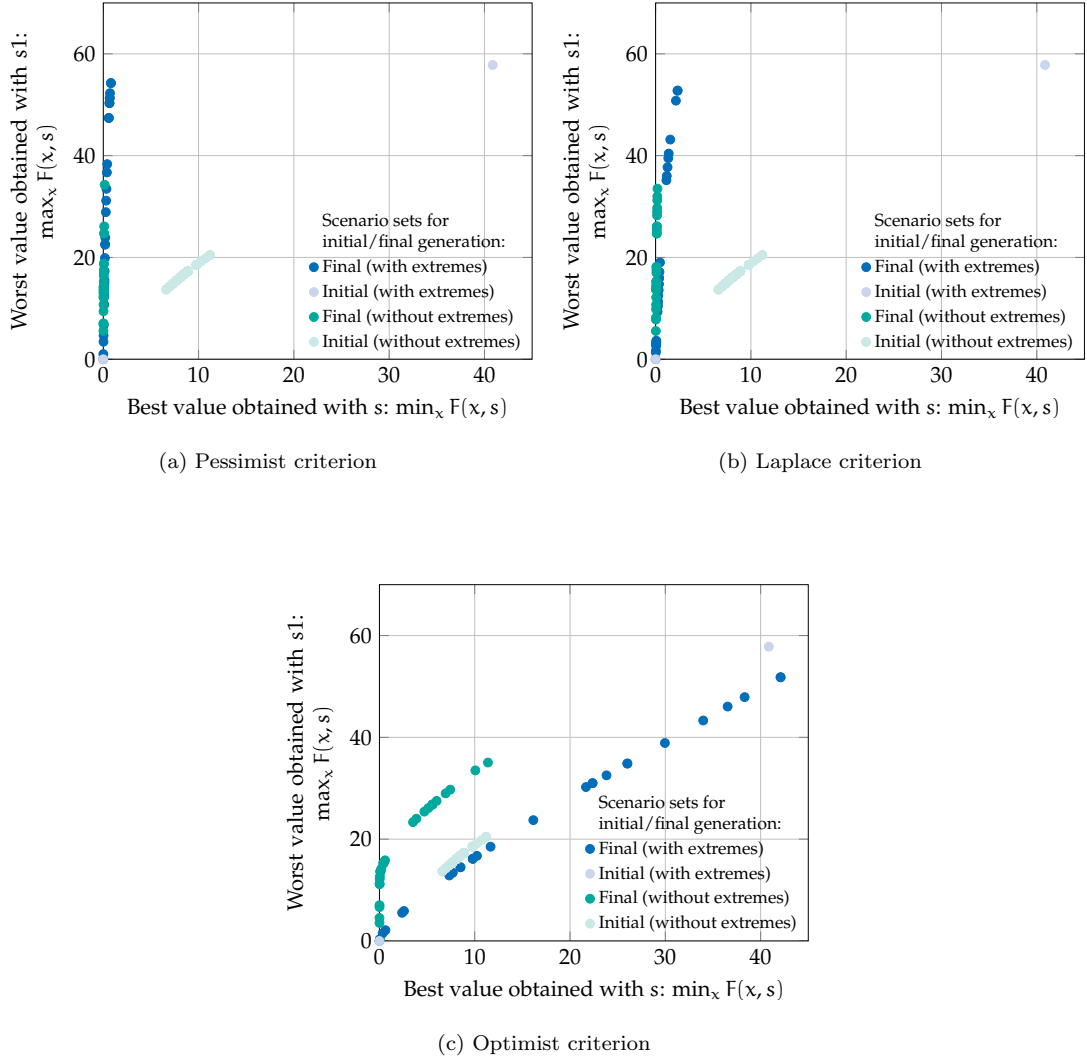 60
40
20
0
0
10
20
30
40
Worst value obtained with s1:
maxₓ F(x, s)
Best value obtained with s: minₓ F(x, s)
Scenario sets for
initial/final generation:
Final (with extremes)
Initial (with extremes)
Final (without extremes)
Initial (without extremes)
(a) Pessimist criterion
60
40
20
0
0
10
20
30
40
Worst value obtained with s1:
maxₓ F(x, s)
Best value obtained with s: minₓ F(x, s)
Scenario sets for
initial/final generation:
Final (with extremes)
Initial (with extremes)
Final (without extremes)
Initial (without extremes)
(b) Laplace criterion
60
40
20
0
0
10
20
30
40
Worst value obtained with s1:
maxₓ F(x, s)
Best value obtained with s: minₓ F(x, s)
Scenario sets for
initial/final generation:
Final (with extremes)
Initial (with extremes)
Final (without extremes)
Initial (without extremes)
(c) Optimist criterion